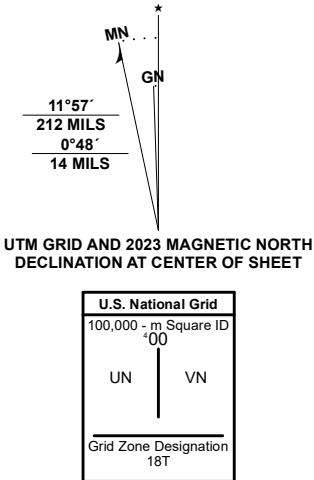 ★
MN
GN
11°57´
212 MILS
0°48´
14 MILS
UTM GRID AND 2023 MAGNETIC NORTH
DECLINATION AT CENTER OF SHEET
U.S. National Grid
100,000 - m Square ID
⁴00
UN VN
Grid Zone Designation
18T